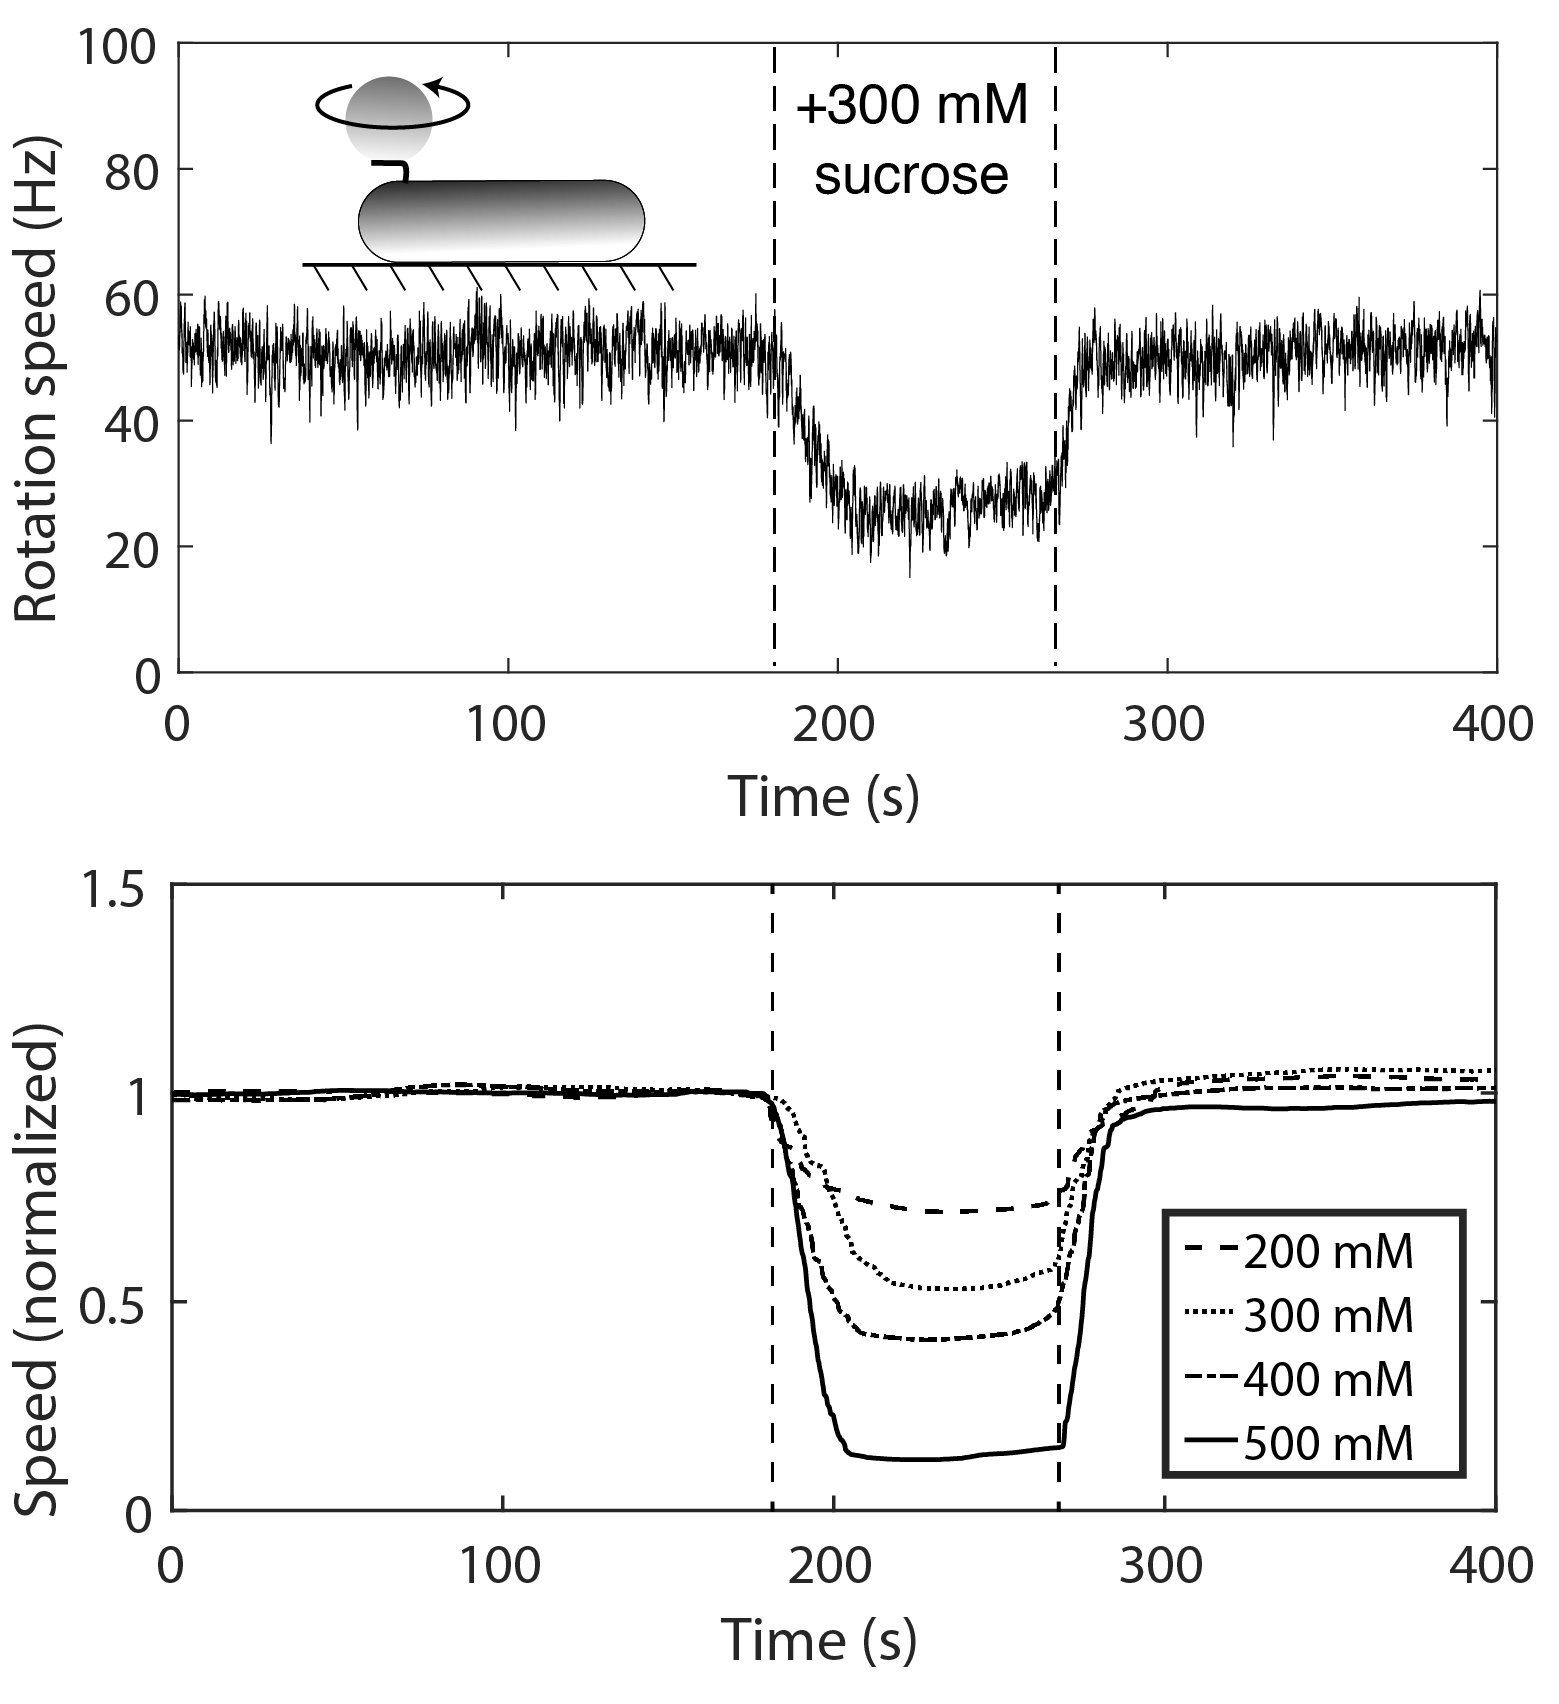 100
80
60
40
20
0
Rotation speed (Hz)
+300 mM
sucrose
0 100 200 300 400
Time (s)
1.5
1
0.5
0
Speed (normalized)
200 mM
300 mM
400 mM
500 mM
0 100 200 300 400
Time (s)